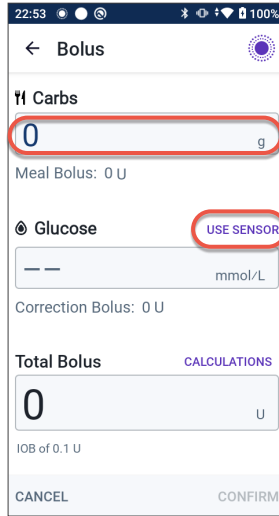 22:53 100%
Bolus
Carbs
0 g
Meal Bolus: 0 U
Glucose USE SENSOR
-- mmol/L
Correction Bolus: 0 U
Total Bolus CALCULATIONS
0 U
IOB of 0.1 U
CANCEL CONFIRM